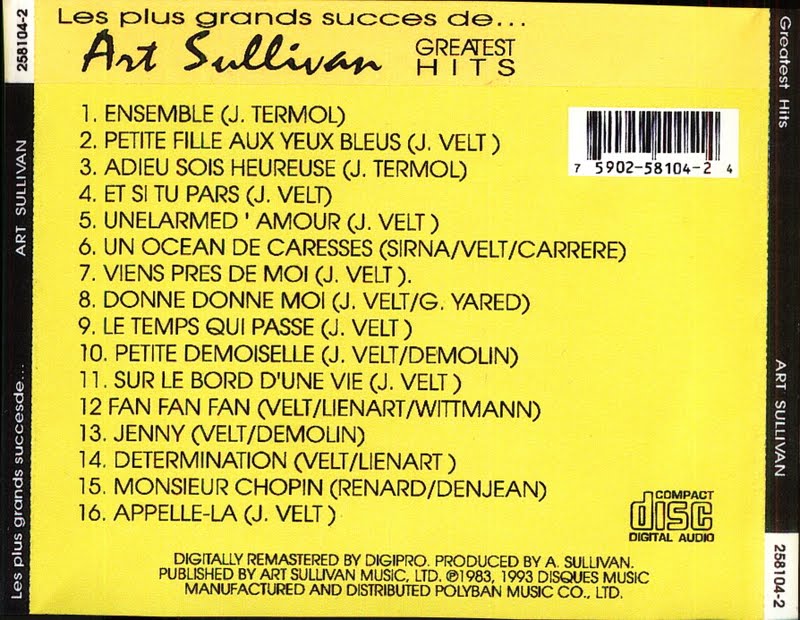 Les plus grands succes de...
Art Sullivan GREATEST HITS
1. ENSEMBLE (J. TERMOL)
2. PETITE FILLE AUX YEUX BLEUS (J. VELT )
3. ADIEU SOIS HEUREUSE (J. TERMOL)
4. ET SI TU PARS (J. VELT)
5. UNELARMED ' AMOUR (J. VELT )
6. UN OCEAN DE CARESSES (SIRNA/VELT/CARRERE)
7. VIENS PRES DE MOI (J. VELT ).
8. DONNE DONNE MOI (J. VELT/G. YARED)
9. LE TEMPS QUI PASSE (J. VELT )
10. PETITE DEMOISELLE (J. VELT/DEMOLIN)
11. SUR LE BORD D'UNE VIE (J. VELT )
12 FAN FAN FAN (VELT/LIENART/WITTMANN)
13. JENNY (VELT/DEMOLIN)
14. DETERMINATION (VELT/LIENART )
15. MONSIEUR CHOPIN (RENARD/DENJEAN)
16. APPELLE-LA (J. VELT )
7 5902-58104-2 4
COMPACT
disc
DIGITAL AUDIO
DIGITALLY REMASTERED BY DIGIPRO. PRODUCED BY A. SULLIVAN.
PUBLISHED BY ART SULLIVAN MUSIC, LTD. ℗1983, 1993 DISQUES MUSIC
MANUFACTURED AND DISTRIBUTED POLYBAN MUSIC CO., LTD.
Les plus grands succesde... ART SULLIVAN 258104-2
Greatest Hits ART SULLIVAN 258104-2